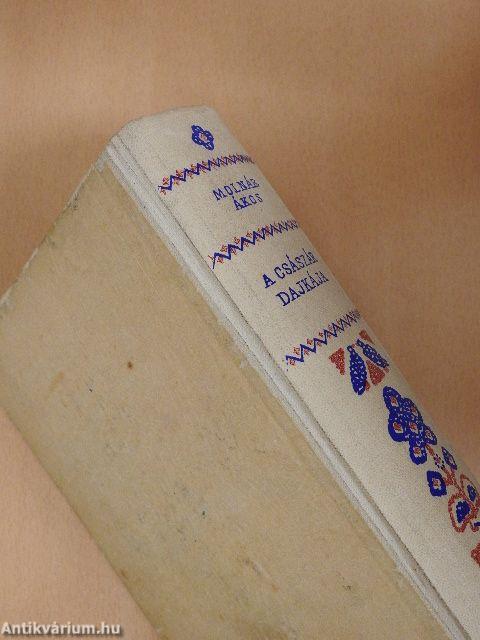 MOLNÁR
ÁKOS
A CSÁSZÁR
DAJKÁJA
Antikvárium.hu